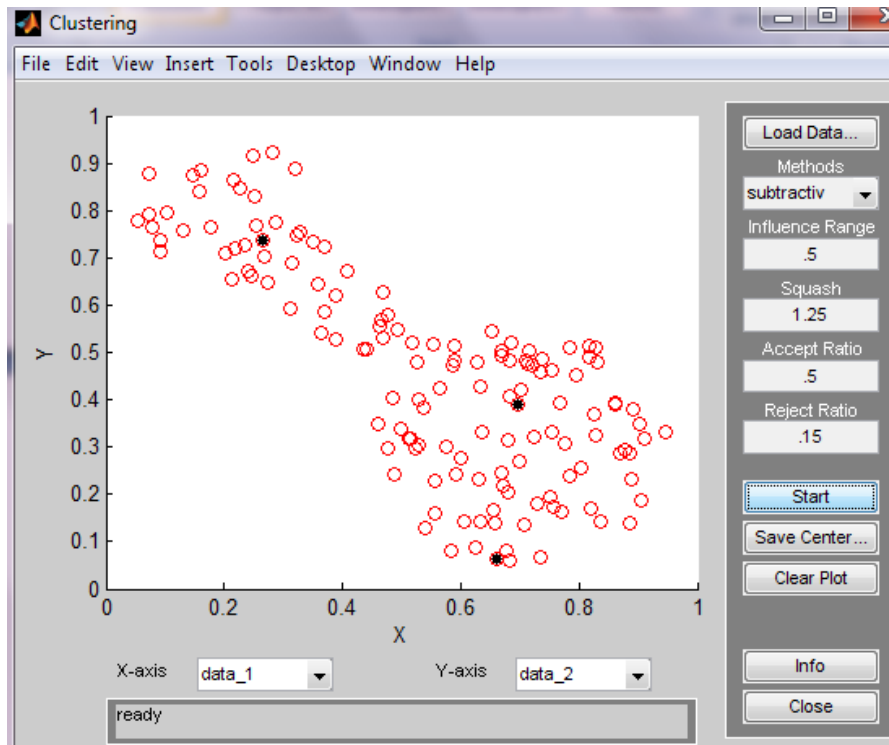 Clustering
File Edit View Insert Tools Desktop Window Help
1
0.9
0.8
0.7
0.6
0.5
0.4
0.3
0.2
0.1
0
Y
0 0.2 0.4 0.6 0.8 1
X
X-axis data_1 Y-axis data_2
ready
Load Data...
Methods
subtractiv
Influence Range
.5
Squash
1.25
Accept Ratio
.5
Reject Ratio
.15
Start
Save Center...
Clear Plot
Info
Close